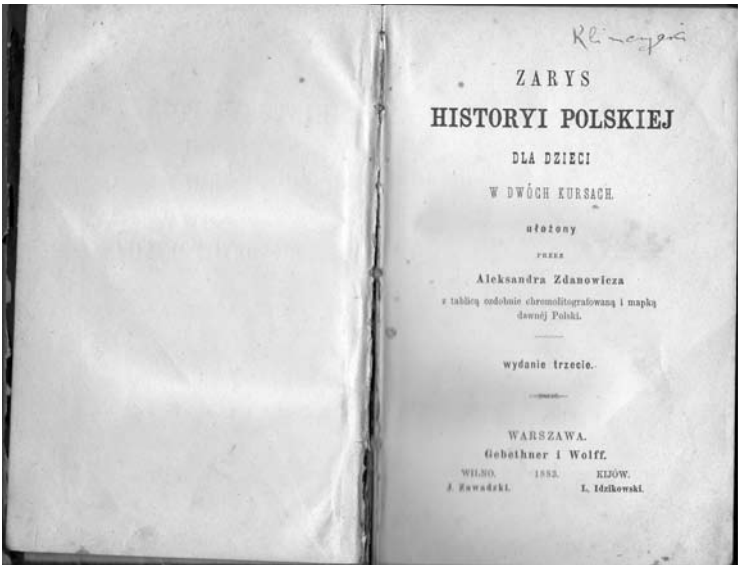 ZARYS
HISTORYI POLSKIEJ
DLA DZIECI
W DWÓCH KURSACH.
ułożony
PRZEZ
Aleksandra Zdanowicza
z tablicą ozdobnie chromolitografowaną i mapką
dawnéj Polski.
wydanie trzecie.
WARSZAWA.
Gebethner i Wolff.
WILNO. 1883. KIJÓW.
J. Zawadzki. L. Idzikowski.